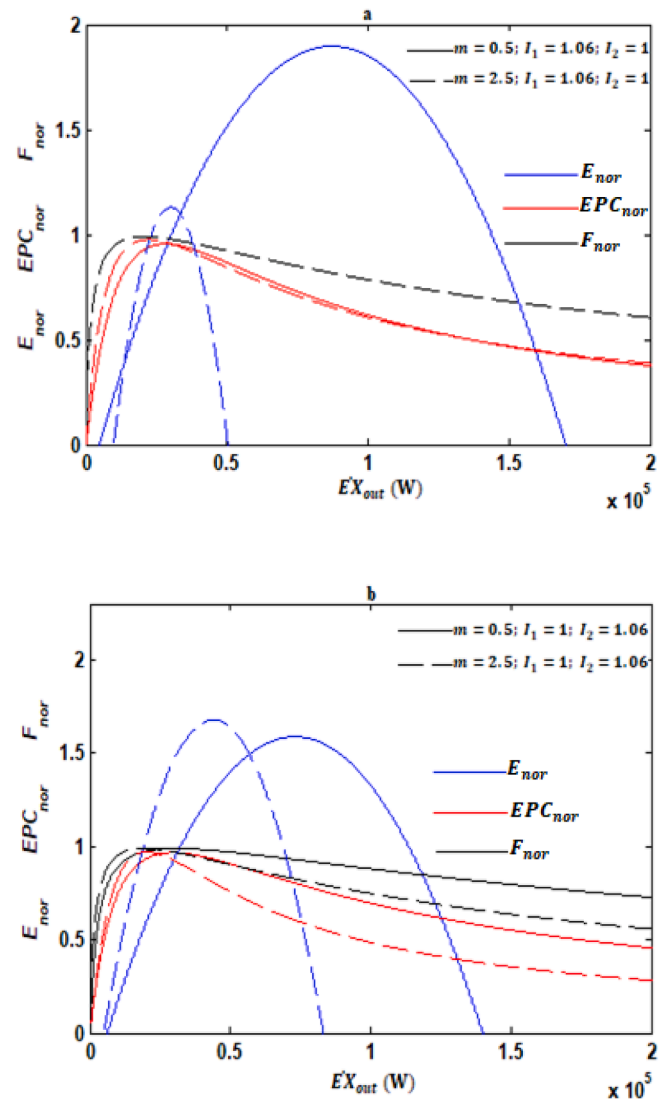 a
m = 0.5; I1 = 1.06; I2 = 1
m = 2.5; I1 = 1.06; I2 = 1
Enor
EPCnor
Fnor
Enor EPCnor Fnor
2
1.5
1
0.5
0
0 0.5 1 1.5 2
x 10^5
ĖXout (W)
b
m = 0.5; I1 = 1; I2 = 1.06
m = 2.5; I1 = 1; I2 = 1.06
Enor
EPCnor
Fnor
Enor EPCnor Fnor
2
1.5
1
0.5
0
0 0.5 1 1.5 2
x 10^5
ĖXout (W)